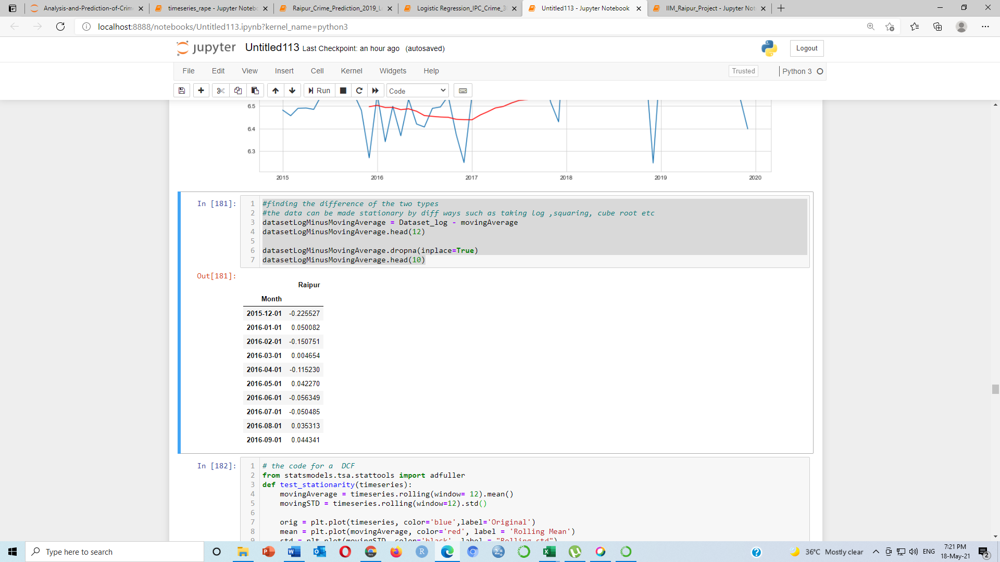 Analysis-and-Prediction-of-Crim
timeseries_rape - Jupyter Notebo
Raipur_Crime_Prediction_2019_L
Logistic Regression_IPC_Crime_3
Untitled113 - Jupyter Notebook
IIM_Raipur_Project - Jupyter Not
localhost:8888/notebooks/Untitled113.ipynb?kernel_name=python3
jupyter Untitled113 Last Checkpoint: an hour ago (autosaved)
Logout
File Edit View Insert Cell Kernel Widgets Help
Trusted
Python 3
Run
Code
6.5
6.4
6.3
2015 2016 2017 2018 2019 2020
In [181]:
1 #finding the difference of the two types
2 #the data can be made stationary by diff ways such as taking log ,squaring, cube root etc
3 datasetLogMinusMovingAverage = Dataset_log - movingAverage
4 datasetLogMinusMovingAverage.head(12)
5
6 datasetLogMinusMovingAverage.dropna(inplace=True)
7 datasetLogMinusMovingAverage.head(10)
Out[181]:
Raipur
Month
2015-12-01 -0.225527
2016-01-01 0.050082
2016-02-01 -0.150751
2016-03-01 0.004654
2016-04-01 -0.115230
2016-05-01 0.042270
2016-06-01 -0.056349
2016-07-01 -0.050485
2016-08-01 0.035313
2016-09-01 0.044341
In [182]:
1 # the code for a  DCF
2 from statsmodels.tsa.stattools import adfuller
3 def test_stationarity(timeseries):
4 movingAverage = timeseries.rolling(window= 12).mean()
5 movingSTD = timeseries.rolling(window=12).std()
6
7 orig = plt.plot(timeseries, color='blue',label='Original')
8 mean = plt.plot(movingAverage, color='red', label = 'Rolling Mean')
9 std = plt.plot(movingSTD, color='black', label = "Rolling std")
Type here to search
36°C Mostly clear
ENG
7:21 PM
18-May-21
2